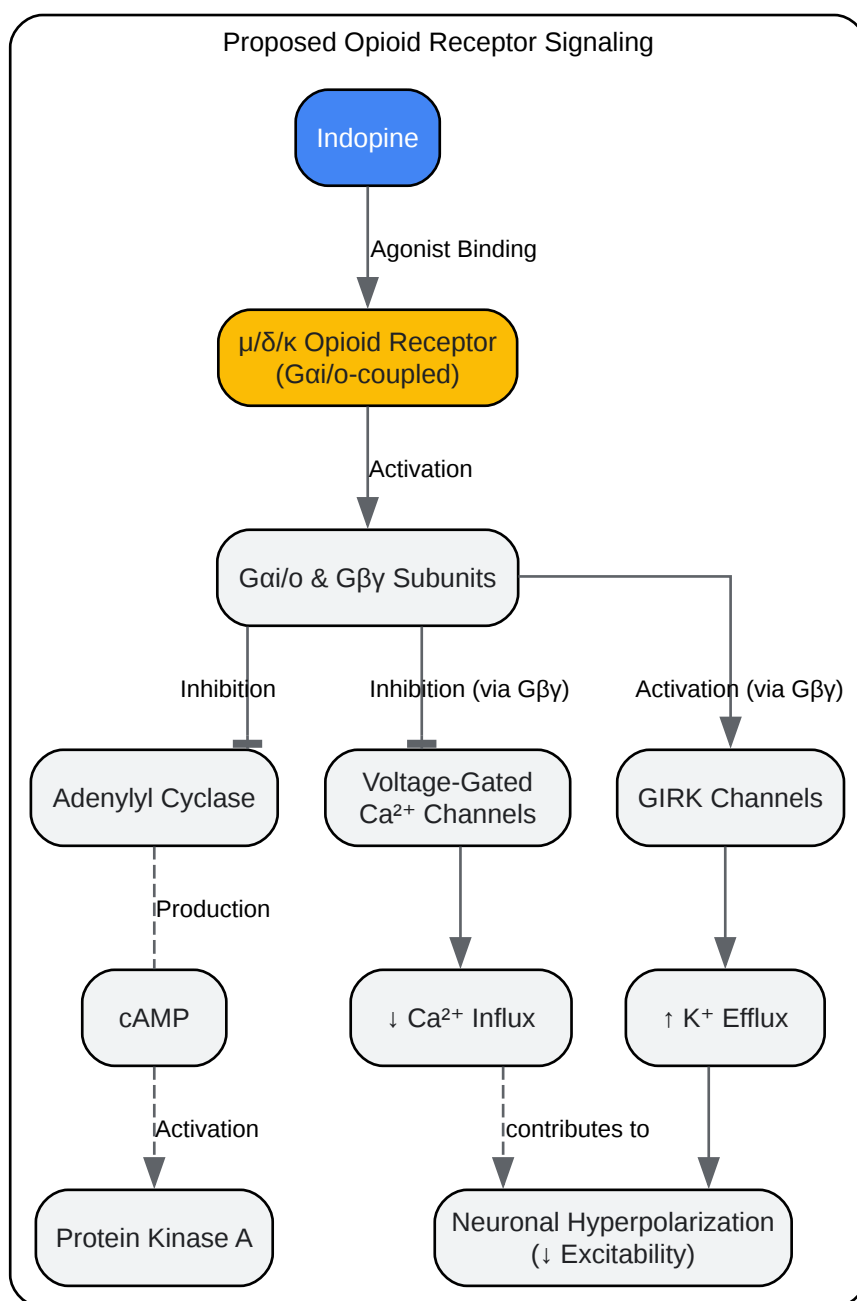 Proposed Opioid Receptor Signaling
Indopine
Agonist Binding
μ/δ/κ Opioid Receptor
(Gαi/o-coupled)
Activation
Gαi/o & Gβγ Subunits
Inhibition
Inhibition (via Gβγ)
Activation (via Gβγ)
Adenylyl Cyclase
Voltage-Gated
Ca²⁺ Channels
GIRK Channels
Production
cAMP
↓ Ca²⁺ Influx
↑ K⁺ Efflux
Activation
contributes to
Protein Kinase A
Neuronal Hyperpolarization
(↓ Excitability)